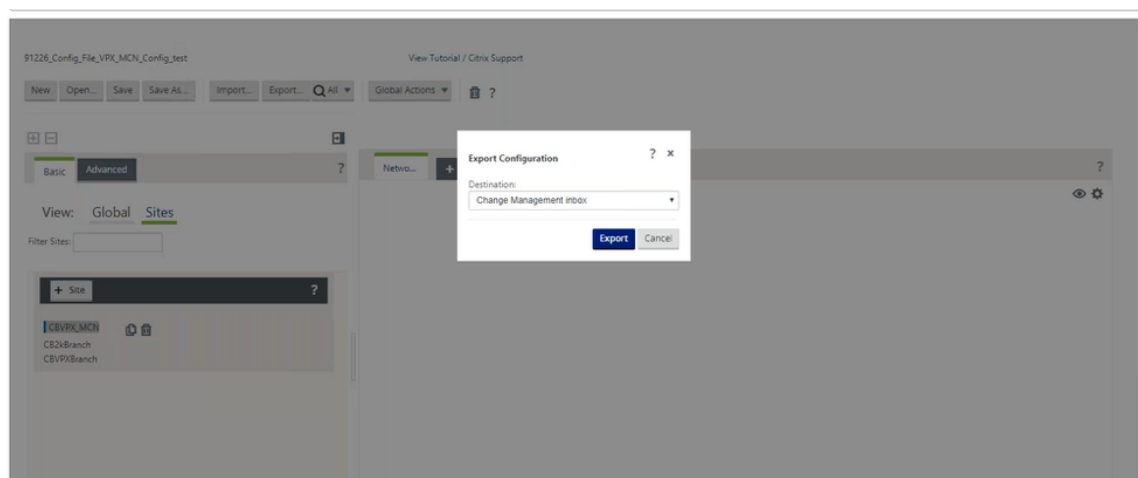 91226_Config_File_VPX_MCN_Config_test View Tutorial / Citrix Support
New Open... Save Save As... Import... Export... All Global Actions ?
Basic Advanced ? Netwo... + ?
View: Global Sites
Filter Sites:
+ Site ?
CBVPX_MCN
CB2kBranch
CBVPXBranch
Export Configuration ? ×
Destination:
Change Management inbox
Export Cancel